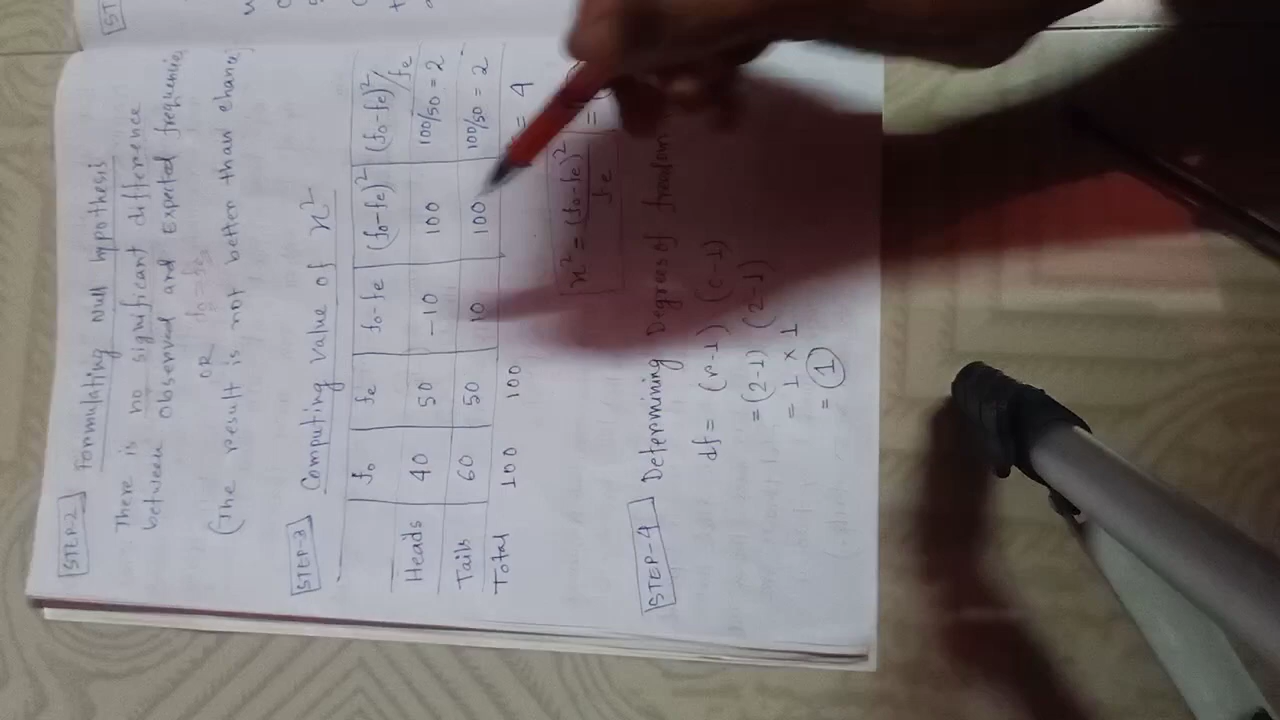 STEP-2 Formulating Null Hypothesis
There is no significant difference
between observed and Expected frequencies
OR fo = fe
(The result is not better than chance)
STEP-3 Computing value of x²
fo fe fo-fe (fo-fe)² (fo-fe)²/fe
Heads 40 50 -10 100 100/50 = 2
Tails 60 50 10 100 100/50 = 2
Total 100 100 = 4
x² = (fo-fe)²/fe
STEP-4 Determining Degrees of freedom
df = (r-1) (c-1)
= (2-1) (2-1)
= 1 × 1
= 1